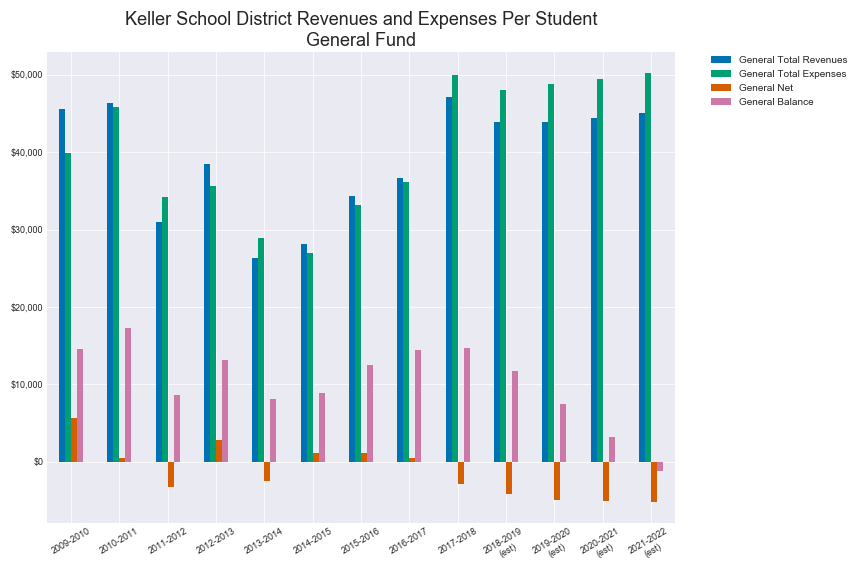 Keller School District Revenues and Expenses Per Student
General Fund
General Total Revenues
General Total Expenses
General Net
General Balance
$50,000
$40,000
$30,000
$20,000
$10,000
$0
2009-2010
2010-2011
2011-2012
2012-2013
2013-2014
2014-2015
2015-2016
2016-2017
2017-2018
2018-2019
(est)
2019-2020
(est)
2020-2021
(est)
2021-2022
(est)